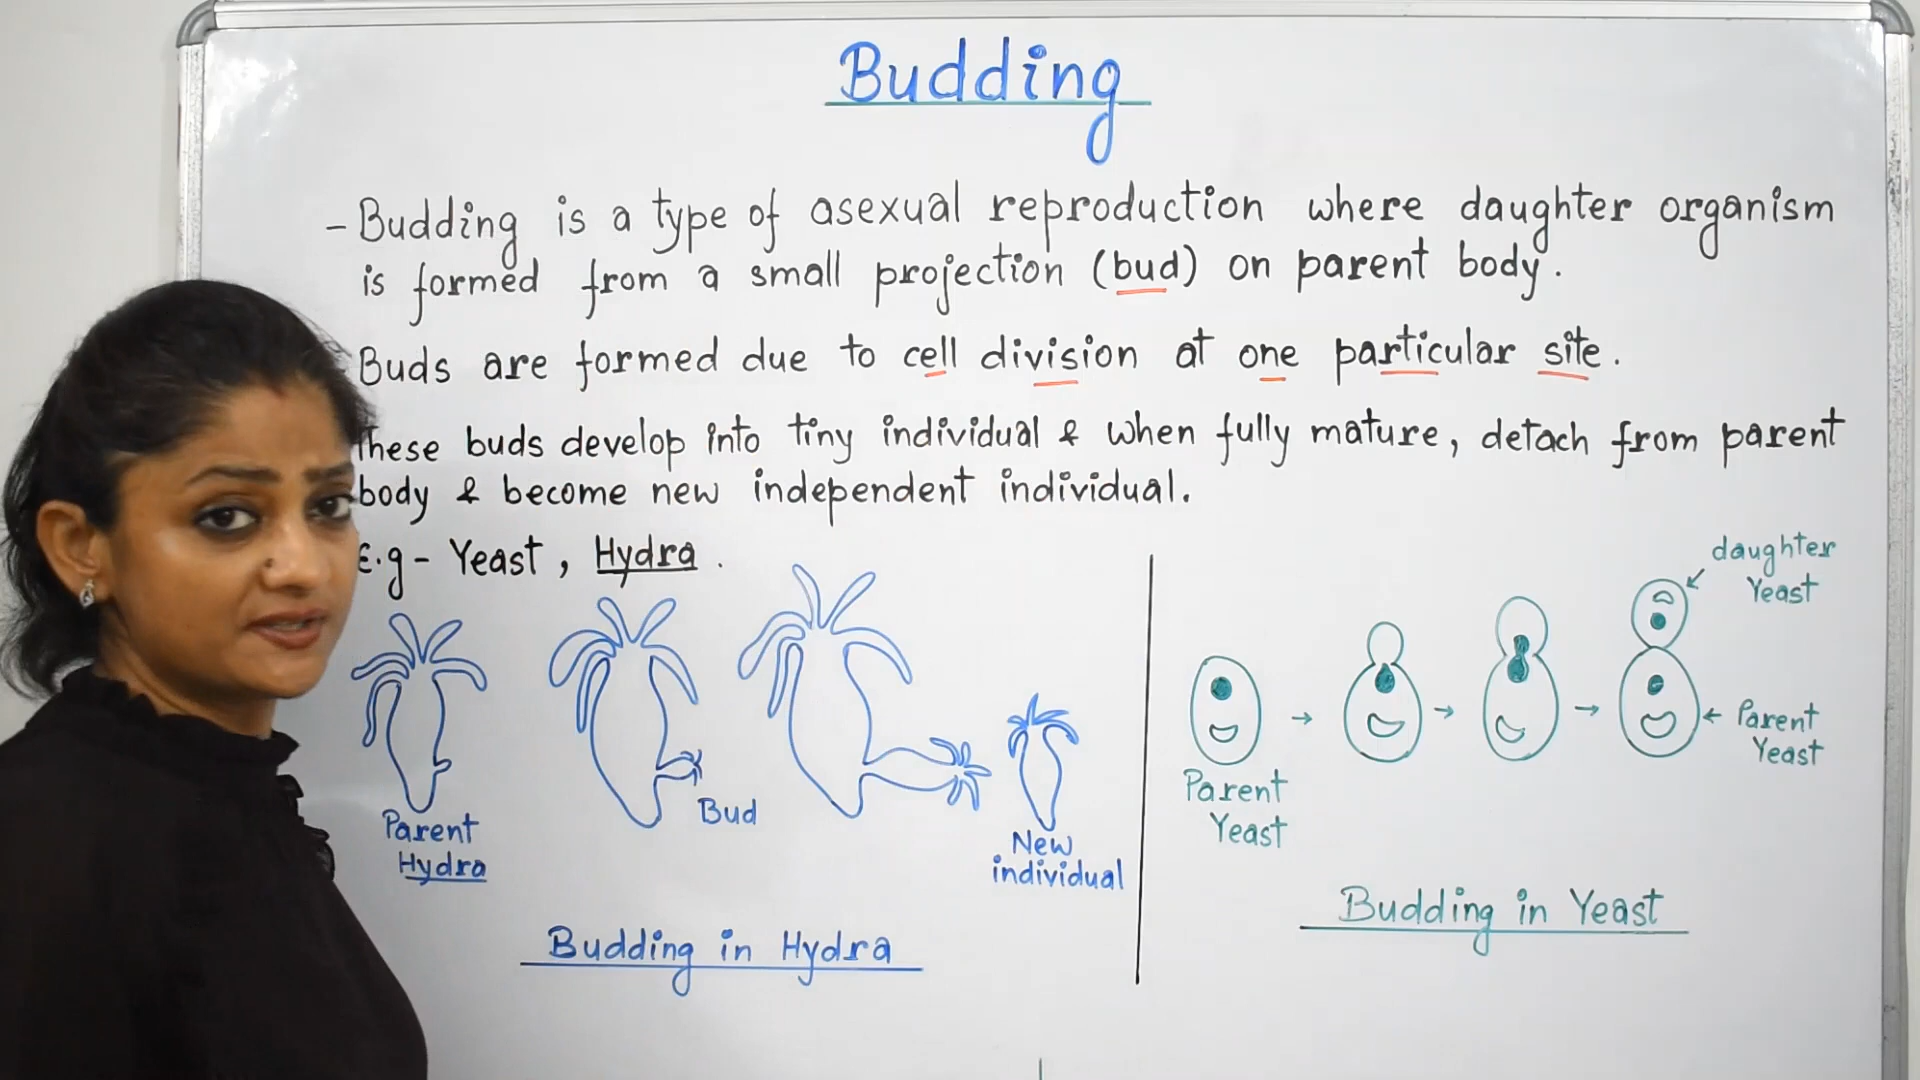 Budding
- Budding is a type of asexual reproduction where daughter organism
is formed from a small projection (bud) on parent body.
Buds are formed due to cell division at one particular site.
These buds develop into tiny individual & when fully mature, detach from parent
body & become new independent individual.
E.g - Yeast, Hydra.
Parent
Hydra
Bud
New
individual
Budding in Hydra
daughter
Yeast
Parent
Yeast
Parent
Yeast
Budding in Yeast